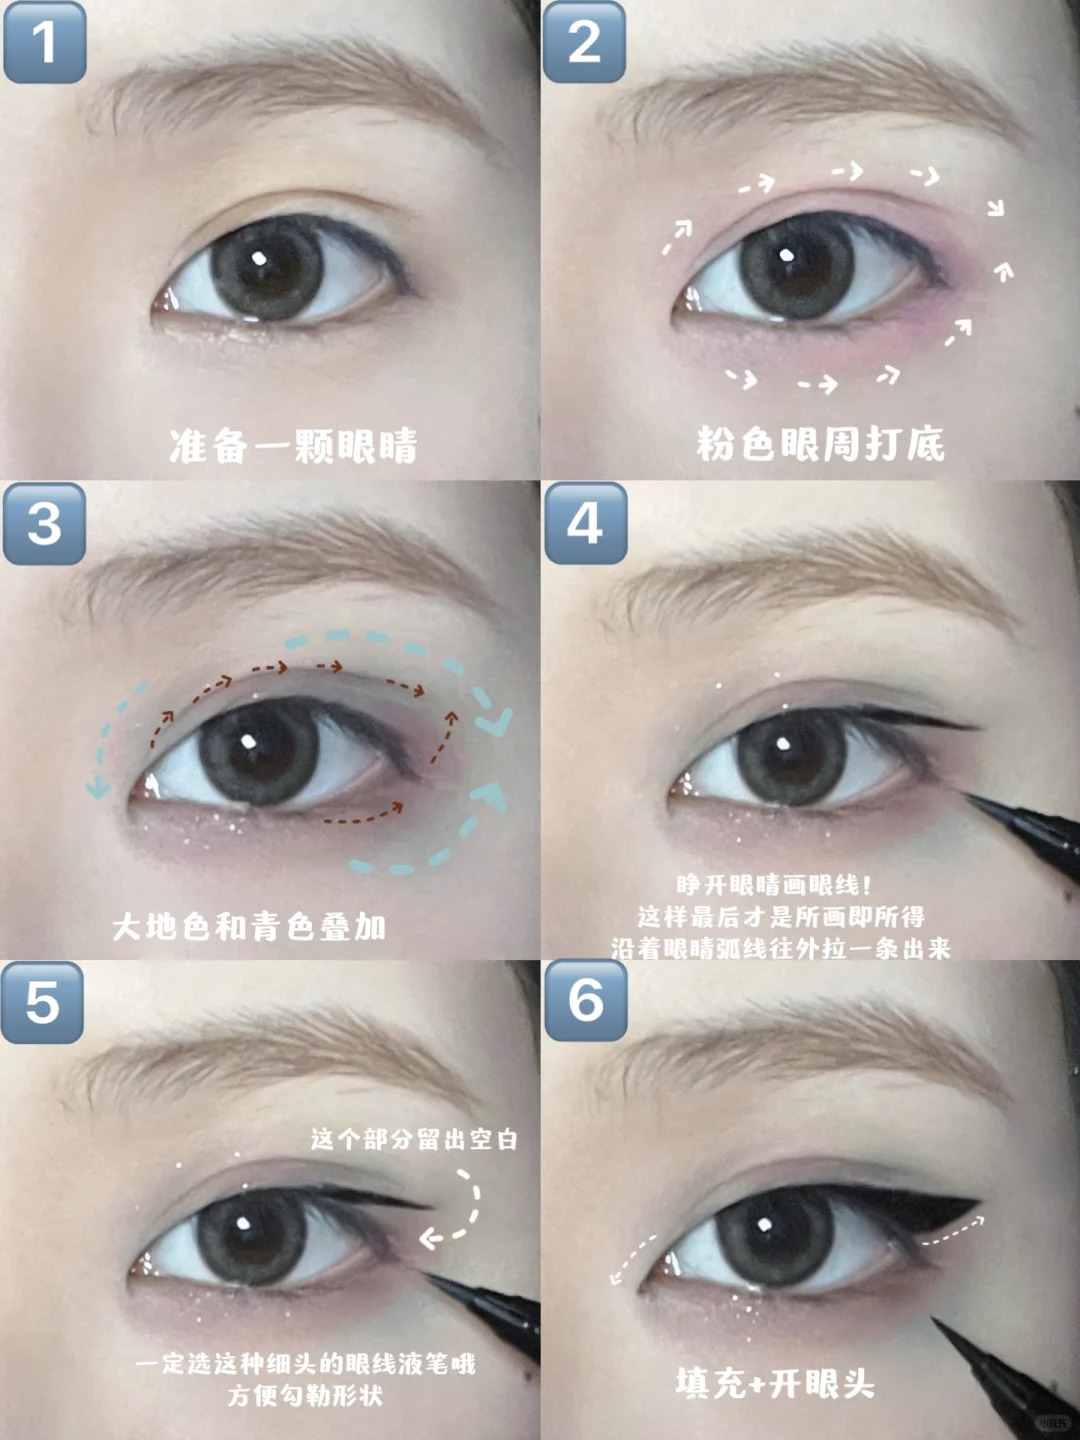 1
准备一颗眼睛
2
粉色眼周打底
3
大地色和青色叠加
4
睁开眼睛画眼线!
这样最后才是所画即所得
沿着眼睛弧线往外拉一条出来
5
这个部分留出空白
一定选这种细头的眼线液笔哦
方便勾勒形状
6
填充+开眼头
小红书